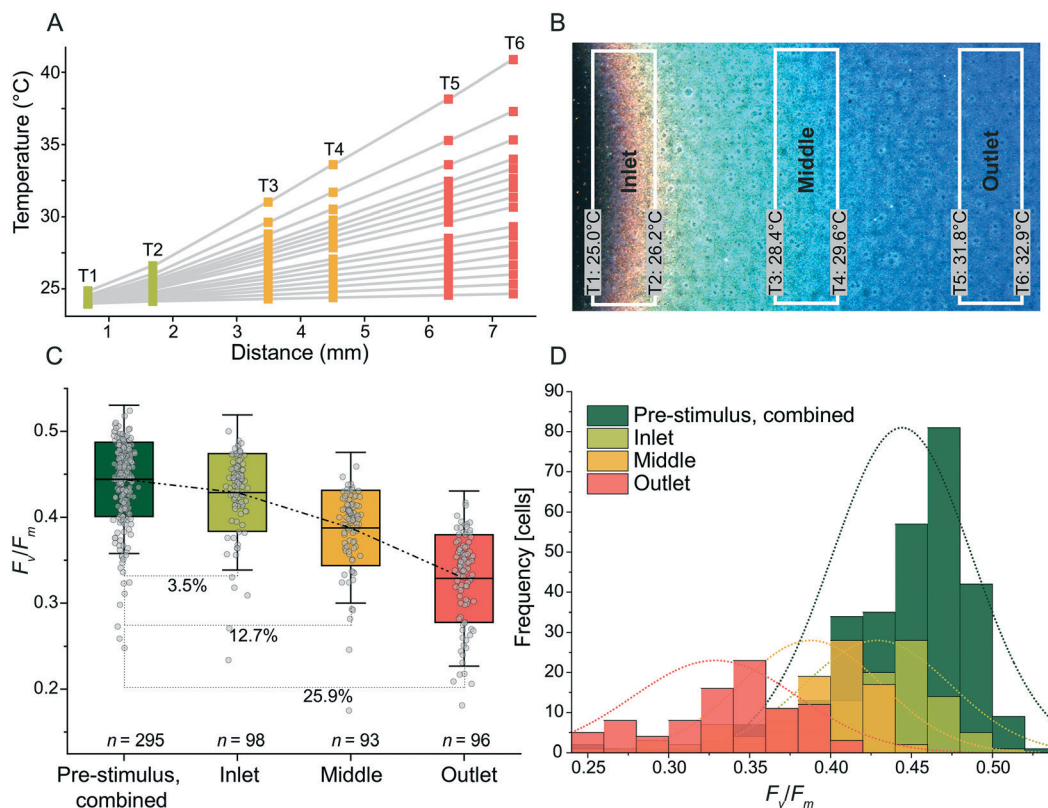 A
Temperature (°C)
40
35
30
25
T1
T2
T3
T4
T5
T6
1 2 3 4 5 6 7
Distance (mm)
B
Inlet
Middle
Outlet
T1: 25.0°C
T2: 26.2°C
T3: 28.4°C
T4: 29.6°C
T5: 31.8°C
T6: 32.9°C
C
Fv/Fm
0.5
0.4
0.3
0.2
3.5%
12.7%
25.9%
n = 295 n = 98 n = 93 n = 96
Pre-stimulus, combined
Inlet
Middle
Outlet
D
Frequency [cells]
90
80
70
60
50
40
30
20
10
0
Pre-stimulus, combined
Inlet
Middle
Outlet
0.25 0.30 0.35 0.40 0.45 0.50
Fv/Fm